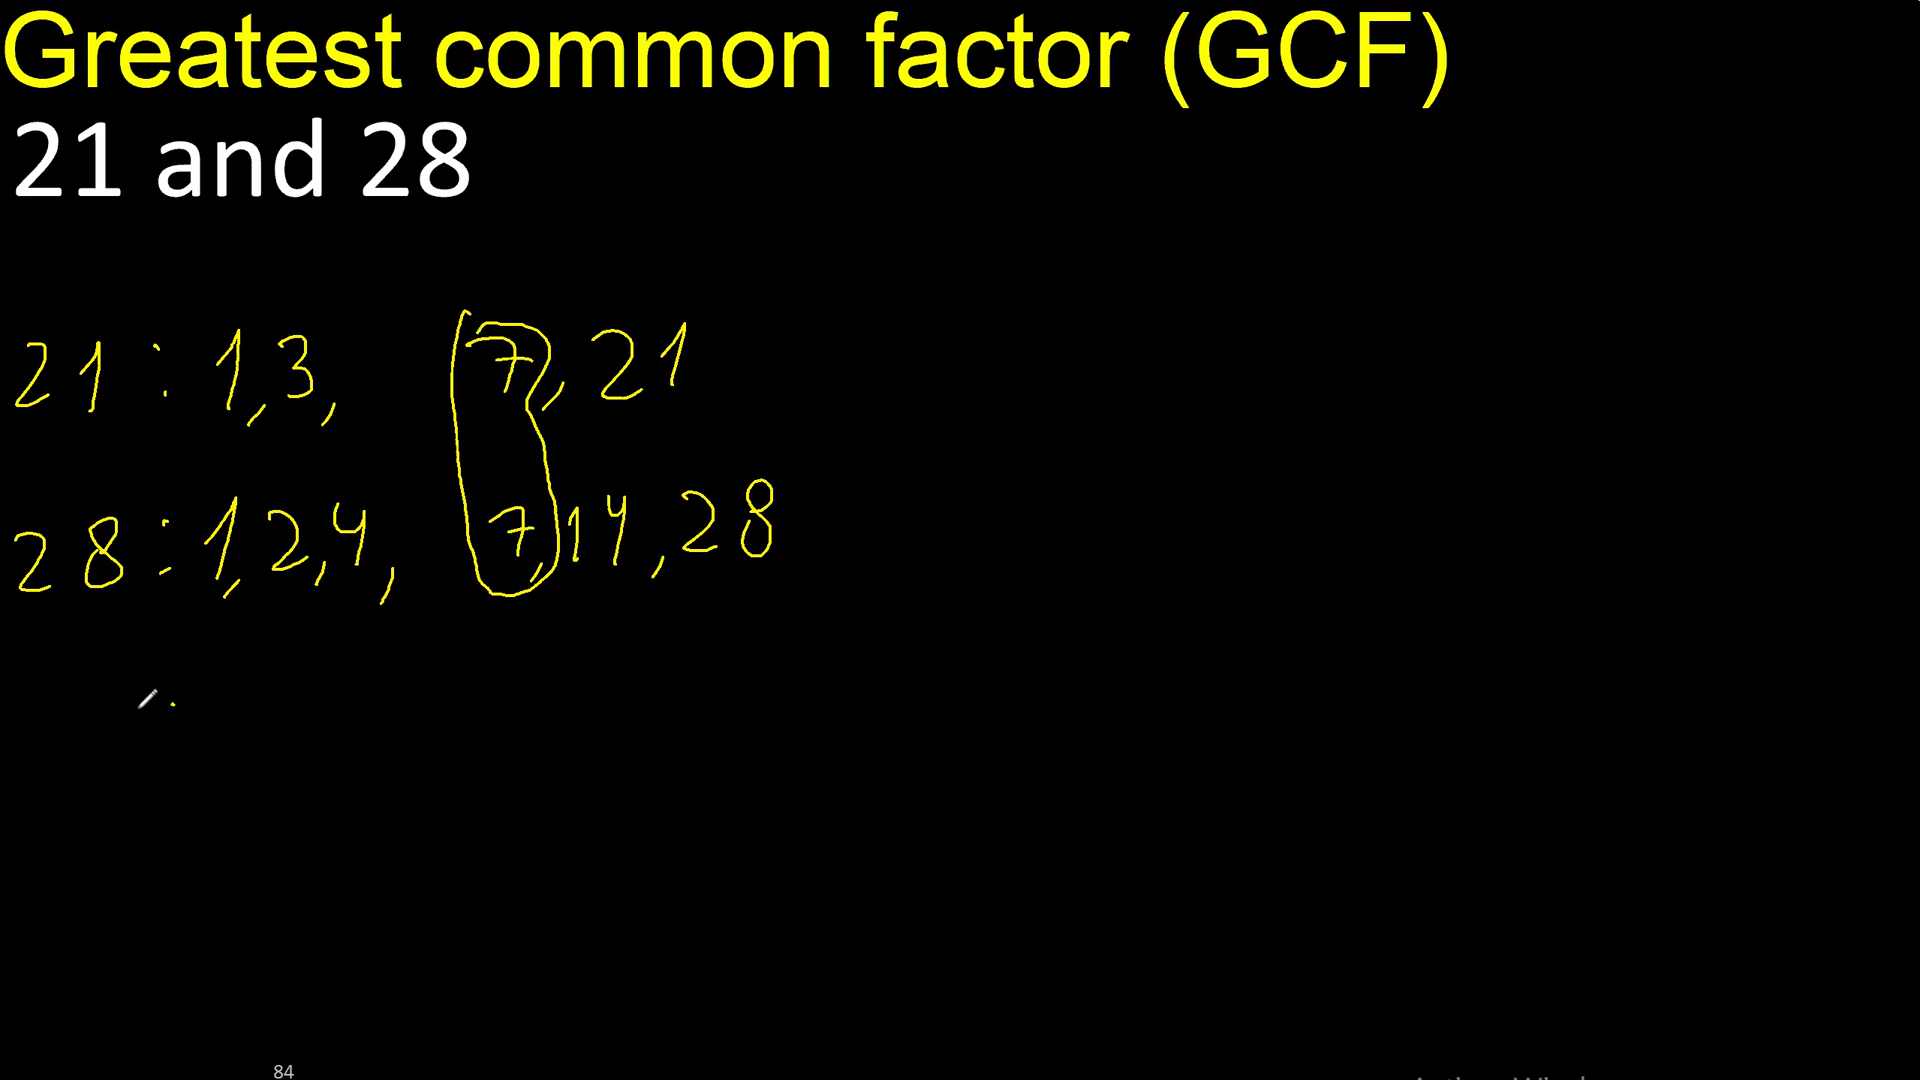 Greatest common factor (GCF)
21 and 28
21 : 1, 3, 7, 21
28 : 1, 2, 4, 7, 14, 28
84